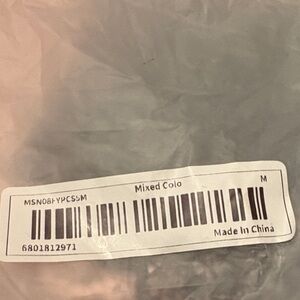 Mixed Colo M
MSN08FYPCS5M
6801812971 Made In China